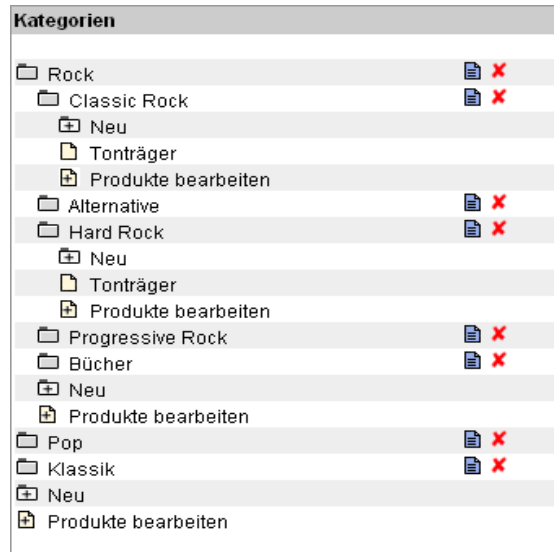 Kategorien
Rock
Classic Rock
Neu
Tonträger
Produkte bearbeiten
Alternative
Hard Rock
Neu
Tonträger
Produkte bearbeiten
Progressive Rock
Bücher
Neu
Produkte bearbeiten
Pop
Klassik
Neu
Produkte bearbeiten